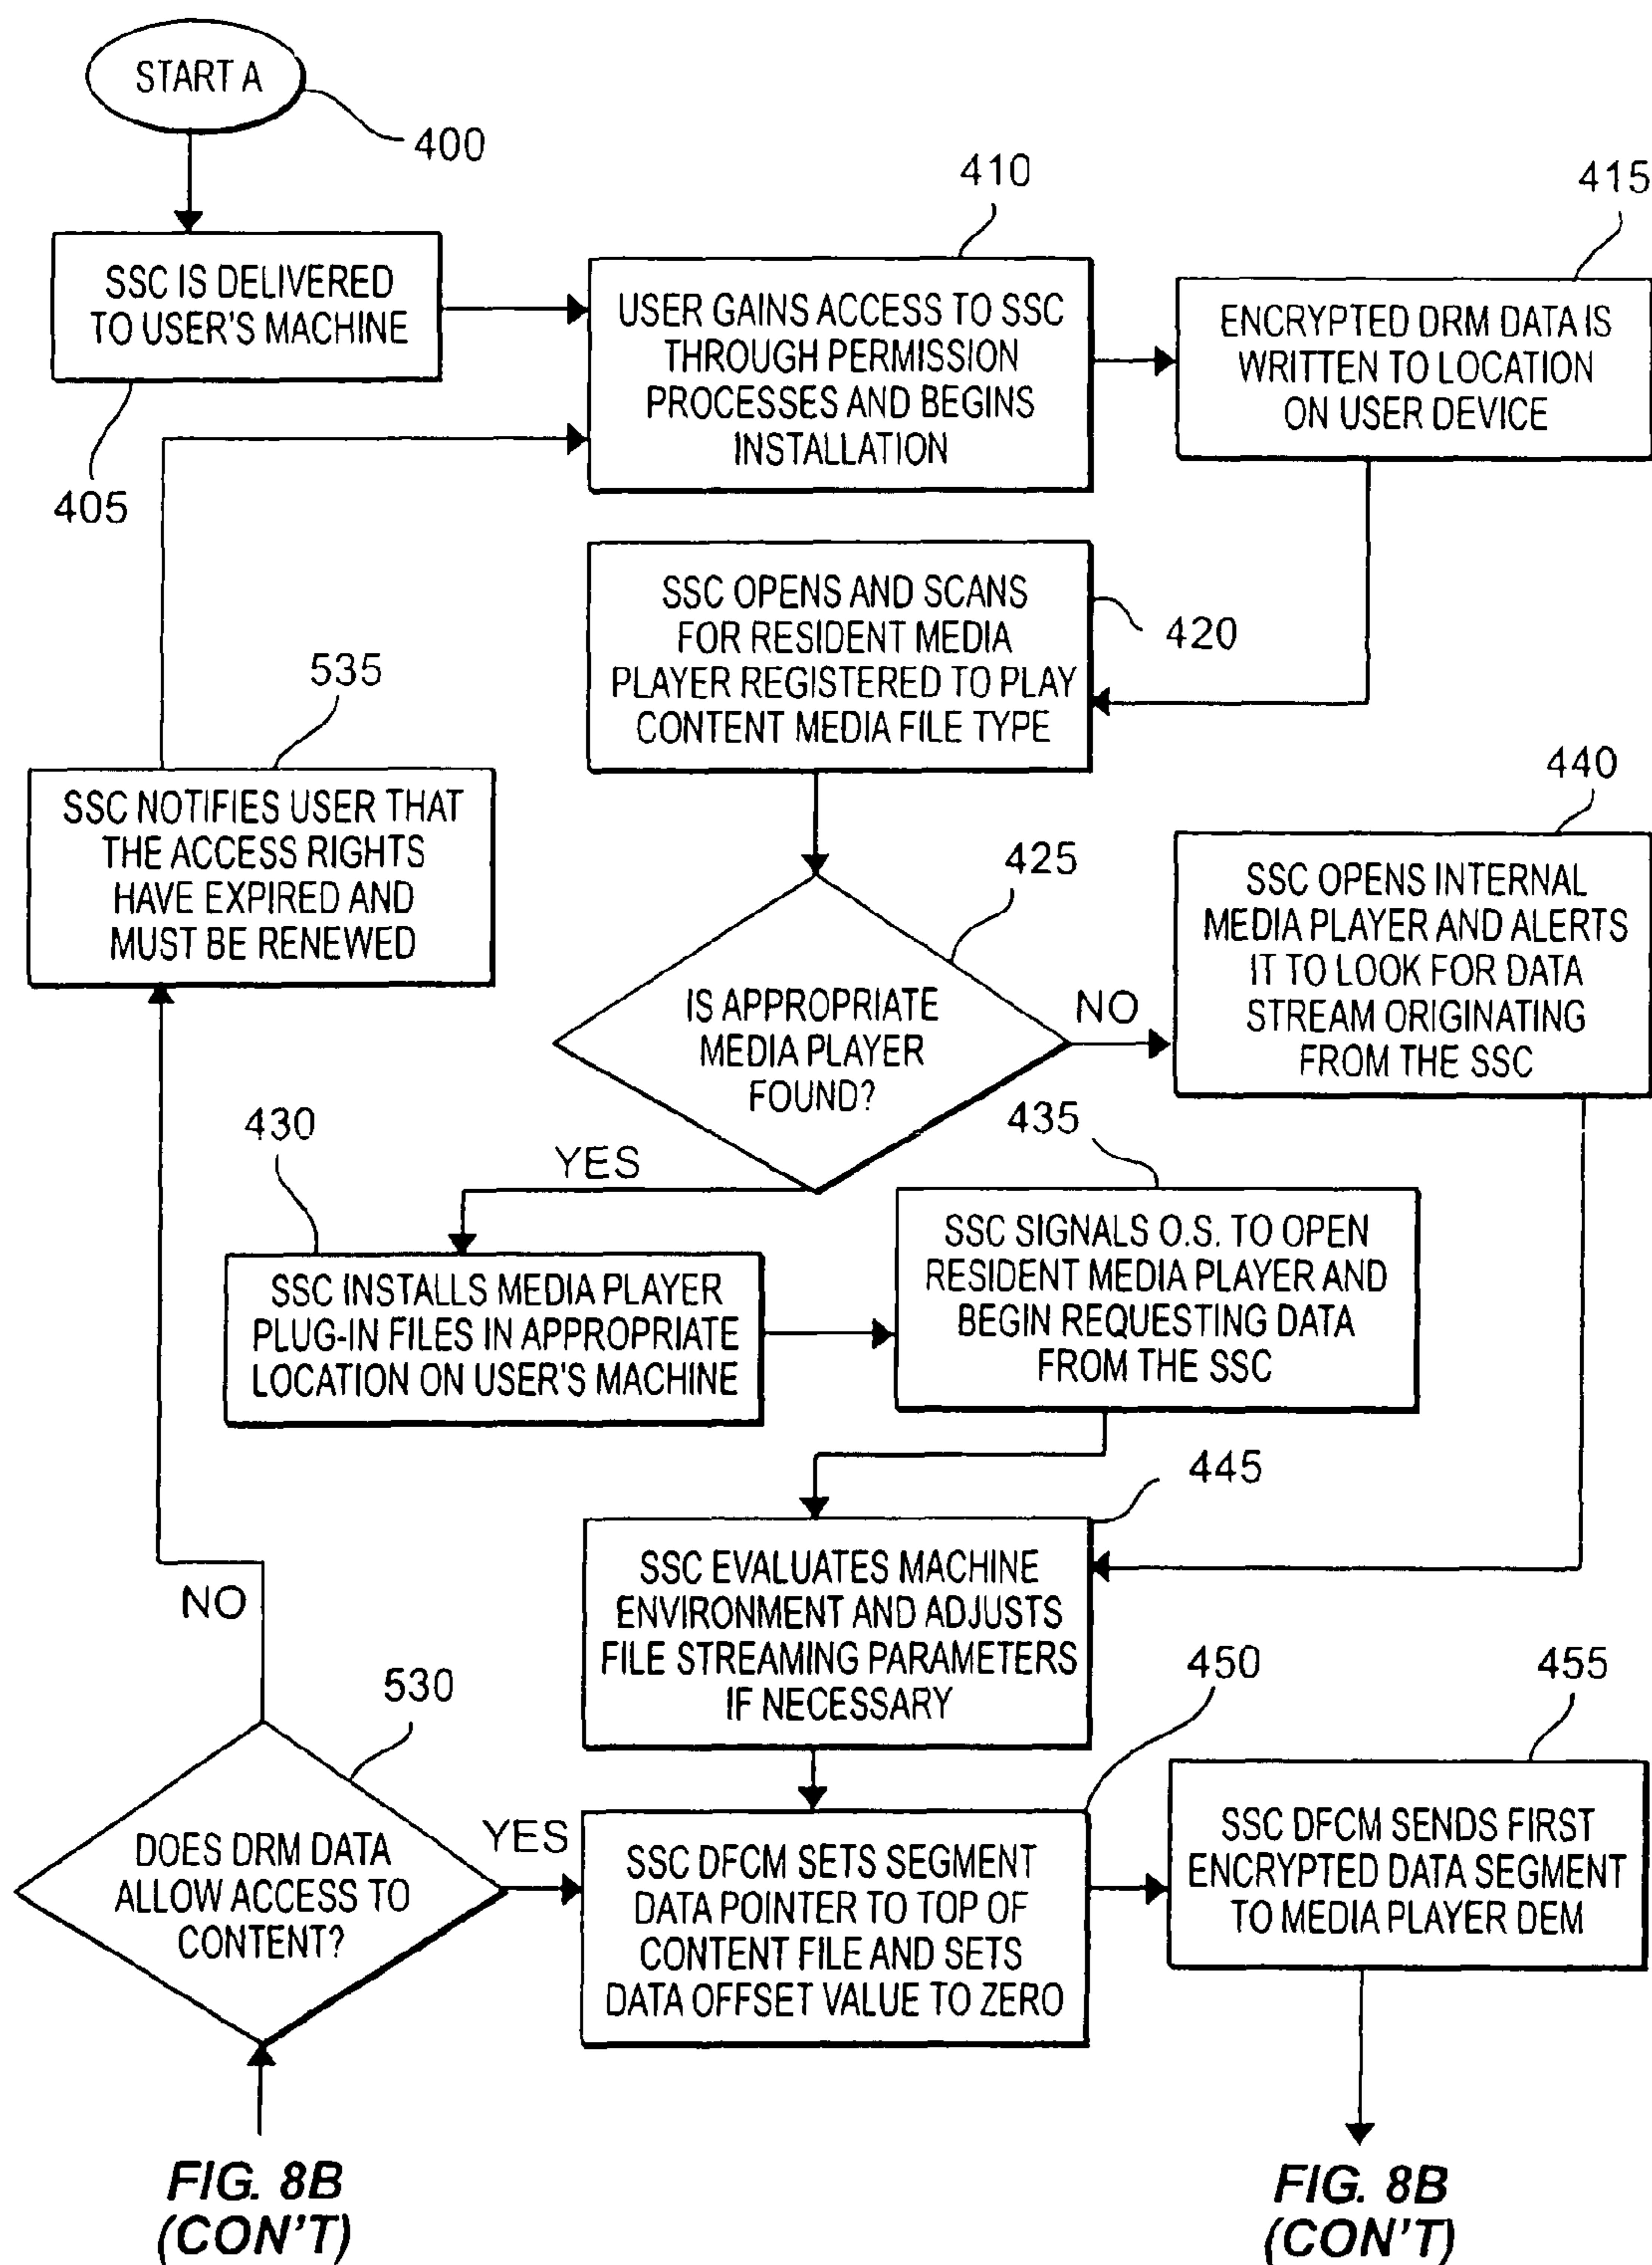 START A
400
SSC IS DELIVERED
TO USER'S MACHINE
405
410
USER GAINS ACCESS TO SSC
THROUGH PERMISSION
PROCESSES AND BEGINS
INSTALLATION
415
ENCRYPTED DRM DATA IS
WRITTEN TO LOCATION
ON USER DEVICE
SSC OPENS AND SCANS
FOR RESIDENT MEDIA
PLAYER REGISTERED TO PLAY
CONTENT MEDIA FILE TYPE
420
535
SSC NOTIFIES USER THAT
THE ACCESS RIGHTS
HAVE EXPIRED AND
MUST BE RENEWED
425
IS APPROPRIATE
MEDIA PLAYER
FOUND?
NO
440
SSC OPENS INTERNAL
MEDIA PLAYER AND ALERTS
IT TO LOOK FOR DATA
STREAM ORIGINATING
FROM THE SSC
YES
430
SSC INSTALLS MEDIA PLAYER
PLUG-IN FILES IN APPROPRIATE
LOCATION ON USER'S MACHINE
435
SSC SIGNALS O.S. TO OPEN
RESIDENT MEDIA PLAYER AND
BEGIN REQUESTING DATA
FROM THE SSC
445
SSC EVALUATES MACHINE
ENVIRONMENT AND ADJUSTS
FILE STREAMING PARAMETERS
IF NECESSARY
NO
530
DOES DRM DATA
ALLOW ACCESS TO
CONTENT?
YES
450
SSC DFCM SETS SEGMENT
DATA POINTER TO TOP OF
CONTENT FILE AND SETS
DATA OFFSET VALUE TO ZERO
455
SSC DFCM SENDS FIRST
ENCRYPTED DATA SEGMENT
TO MEDIA PLAYER DEM
FIG. 8B
(CON'T)
FIG. 8B
(CON'T)